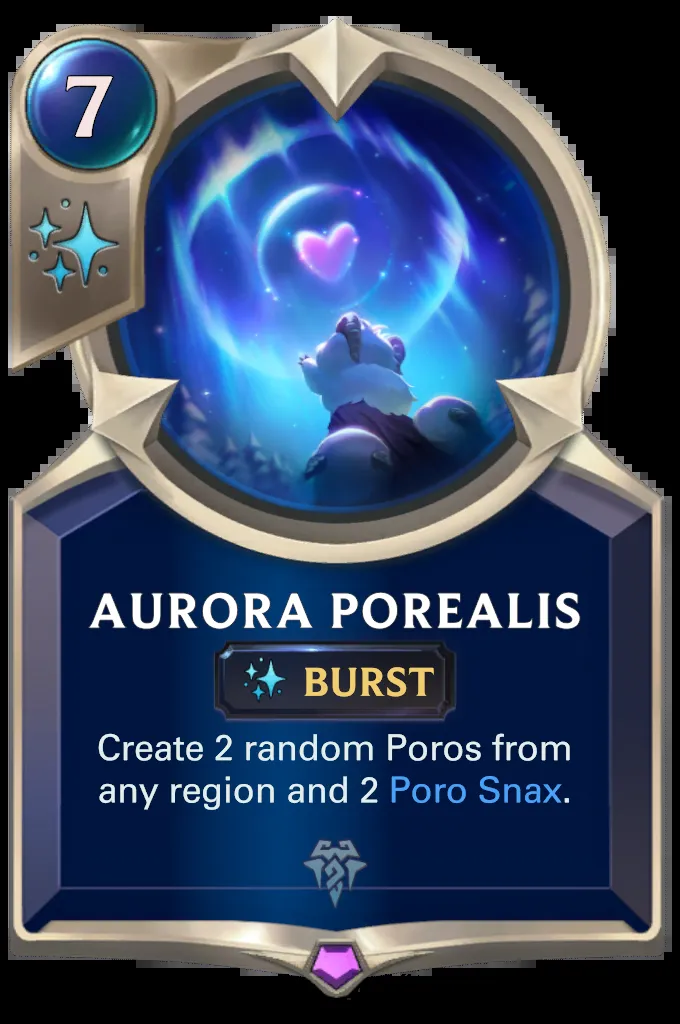 7
AURORA POREALIS
BURST
Create 2 random Poros from
any region and 2 Poro Snax.